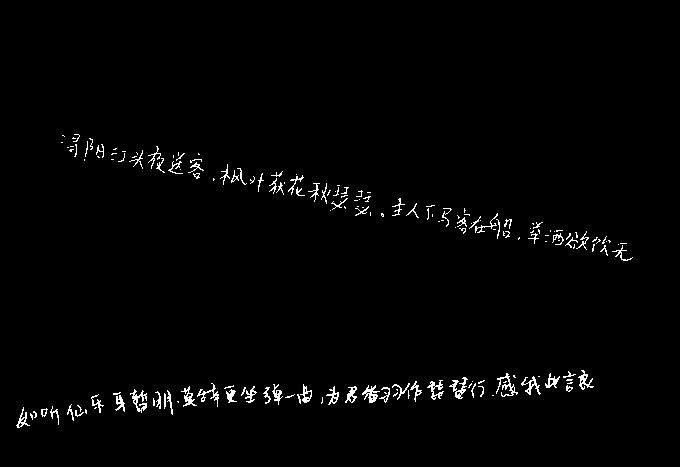 浔阳江头夜送客，枫叶荻花秋瑟瑟。主人下马客在船，举酒欲饮无
如听仙乐耳暂明。莫辞更坐弹一曲，为君翻作琵琶行。感我此言良